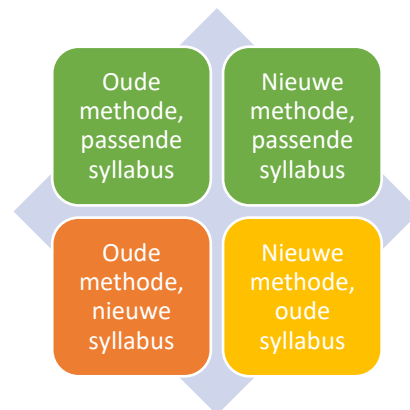 Oude
methode,
passende
syllabus
Nieuwe
methode,
passende
syllabus
Oude
methode,
nieuwe
syllabus
Nieuwe
methode,
oude
syllabus